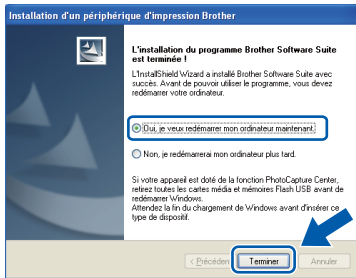 Installation d'un périphérique d'impression Brother
L'installation du programme Brother Software Suite
est terminée !
L'InstallShield Wizard a installé Brother Software Suite avec
succès. Avant de pouvoir utiliser le programme, vous devez
redémarrer votre ordinateur.
Oui, je veux redémarrer mon ordinateur maintenant.
Non, je redémarrerai mon ordinateur plus tard.
Si votre appareil est doté de la fonction PhotoCapture Center,
retirez toutes les cartes média et mémoires Flash USB avant de
redémarrer Windows.
Attendez la fin du chargement de Windows avant d'insérer ce
type de dispositif.
< Précéden
Terminer
Annuler